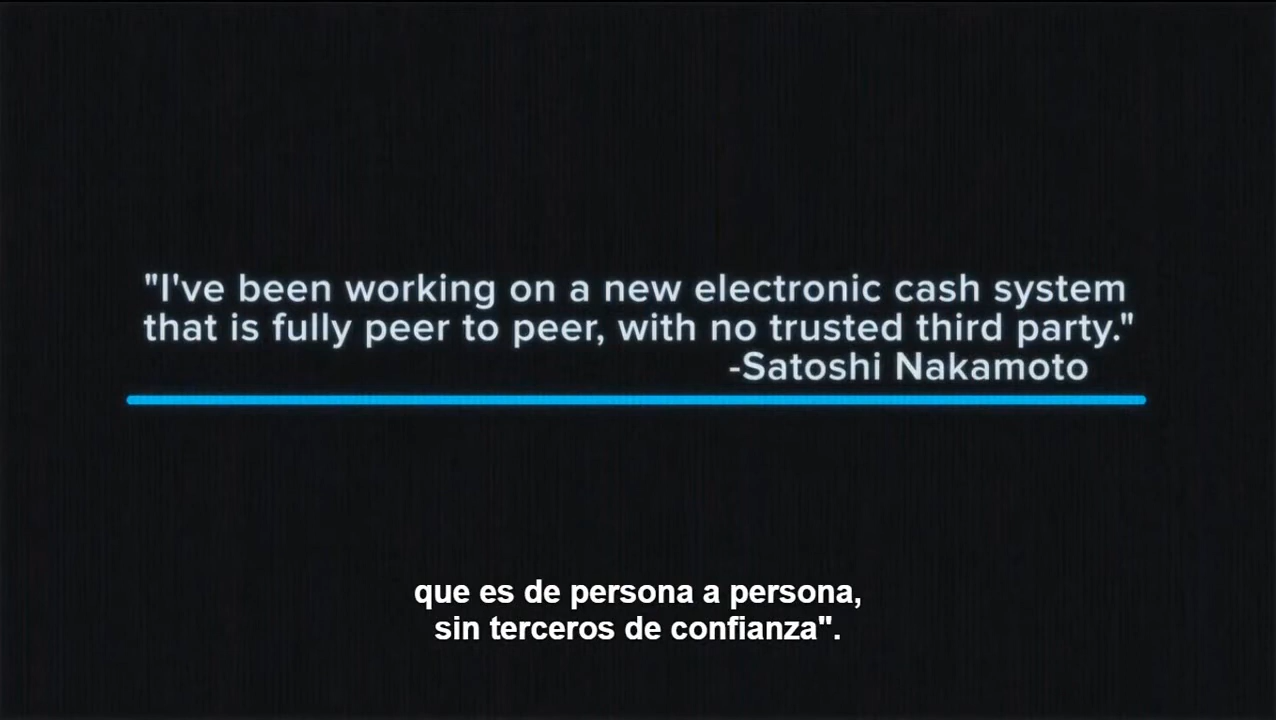 "I've been working on a new electronic cash system
that is fully peer to peer, with no trusted third party."
-Satoshi Nakamoto
que es de persona a persona,
sin terceros de confianza".